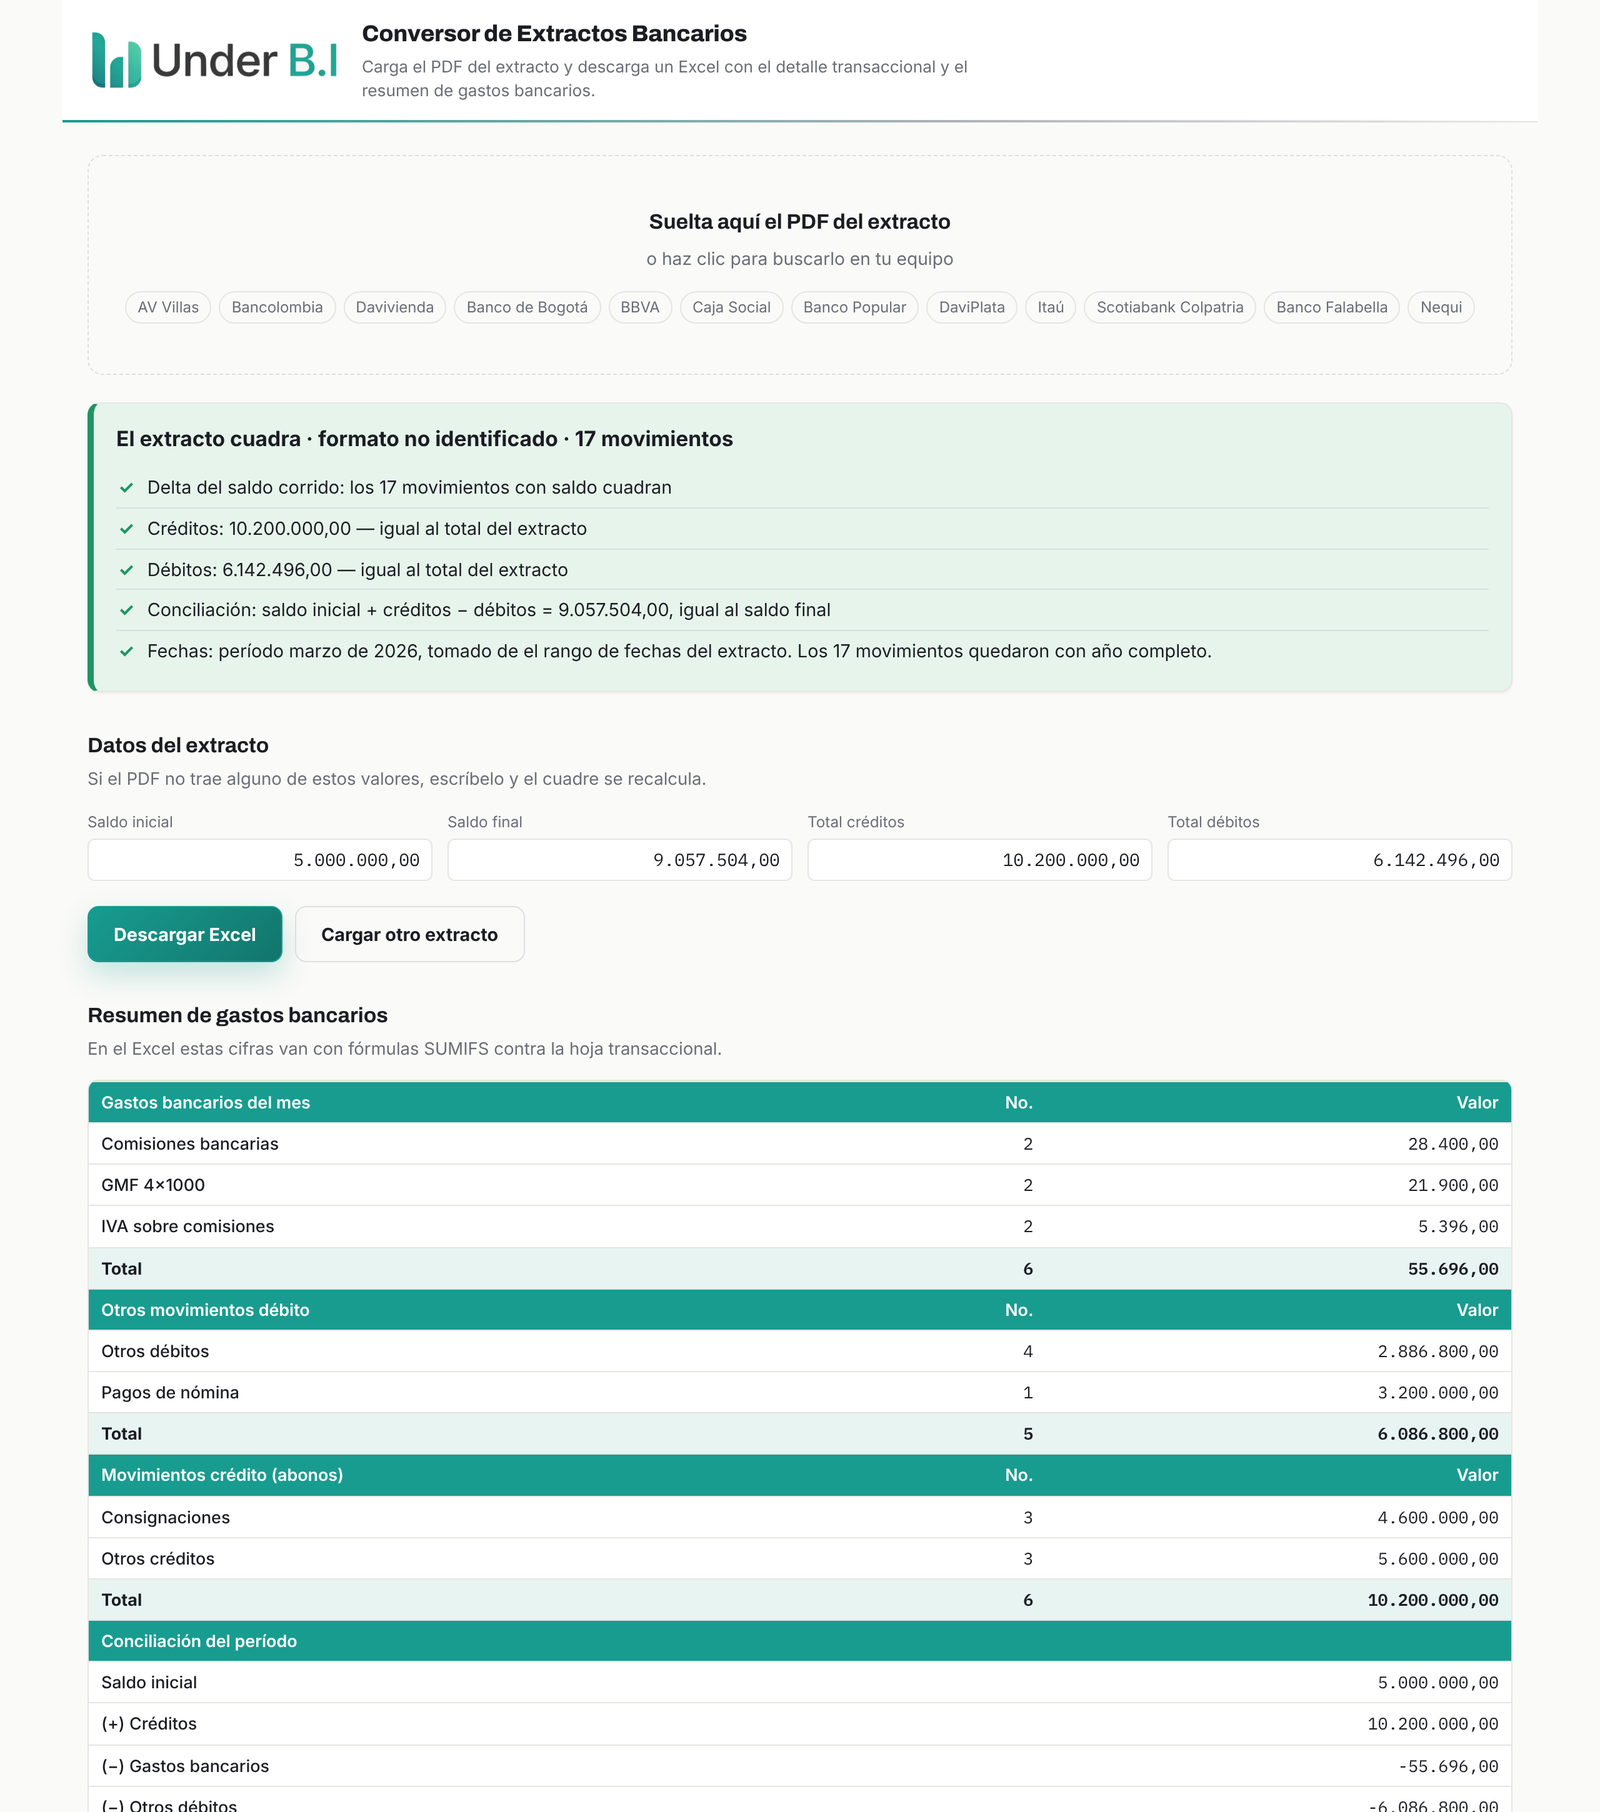 Under B.I
Conversor de Extractos Bancarios
Carga el PDF del extracto y descarga un Excel con el detalle transaccional y el
resumen de gastos bancarios.
Suelta aquí el PDF del extracto
o haz clic para buscarlo en tu equipo
AV Villas Bancolombia Davivienda Banco de Bogotá BBVA Caja Social Banco Popular DaviPlata Itaú Scotiabank Colpatria Banco Falabella Nequi
El extracto cuadra · formato no identificado · 17 movimientos
✓ Delta del saldo corrido: los 17 movimientos con saldo cuadran
✓ Créditos: 10.200.000,00 — igual al total del extracto
✓ Débitos: 6.142.496,00 — igual al total del extracto
✓ Conciliación: saldo inicial + créditos − débitos = 9.057.504,00, igual al saldo final
✓ Fechas: período marzo de 2026, tomado de el rango de fechas del extracto. Los 17 movimientos quedaron con año completo.
Datos del extracto
Si el PDF no trae alguno de estos valores, escríbelo y el cuadre se recalcula.
Saldo inicial Saldo final Total créditos Total débitos
5.000.000,00 9.057.504,00 10.200.000,00 6.142.496,00
Descargar Excel Cargar otro extracto
Resumen de gastos bancarios
En el Excel estas cifras van con fórmulas SUMIFS contra la hoja transaccional.
Gastos bancarios del mes No. Valor
Comisiones bancarias 2 28.400,00
GMF 4×1000 2 21.900,00
IVA sobre comisiones 2 5.396,00
Total 6 55.696,00
Otros movimientos débito No. Valor
Otros débitos 4 2.886.800,00
Pagos de nómina 1 3.200.000,00
Total 5 6.086.800,00
Movimientos crédito (abonos) No. Valor
Consignaciones 3 4.600.000,00
Otros créditos 3 5.600.000,00
Total 6 10.200.000,00
Conciliación del período
Saldo inicial 5.000.000,00
(+) Créditos 10.200.000,00
(−) Gastos bancarios -55.696,00
(−) Otros débitos -6.086.800,00